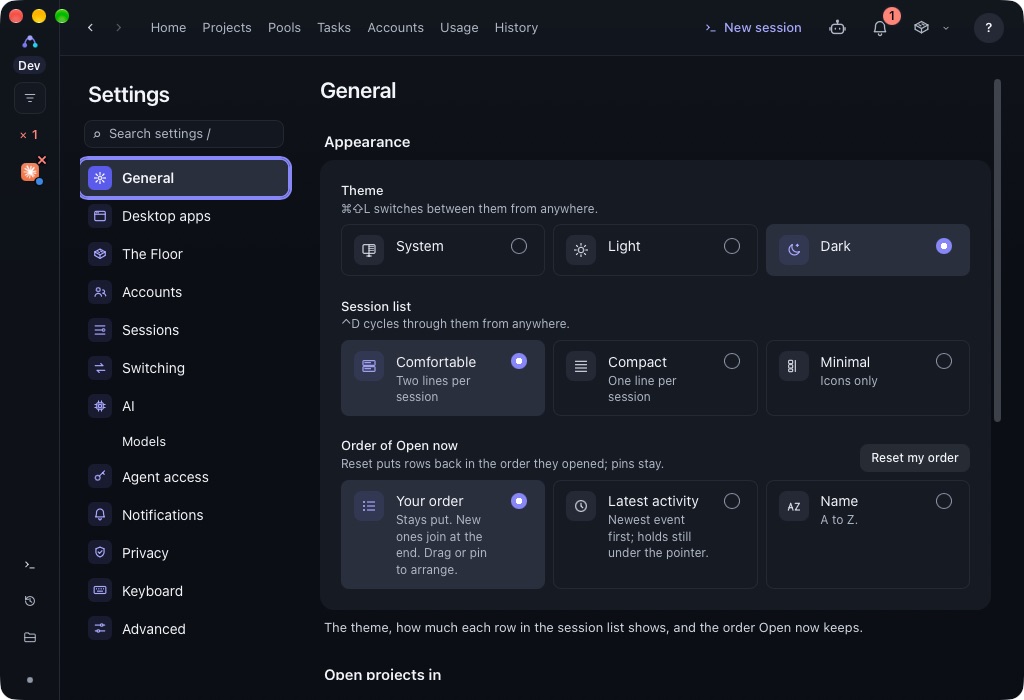 Home Projects Pools Tasks Accounts Usage History
New session
1
?
Dev
× 1
Settings
Search settings /
General
Desktop apps
The Floor
Accounts
Sessions
Switching
AI
Models
Agent access
Notifications
Privacy
Keyboard
Advanced
General
Appearance
Theme
⌘⇧L switches between them from anywhere.
System
Light
Dark
Session list
^D cycles through them from anywhere.
Comfortable
Two lines per
session
Compact
One line per
session
Minimal
Icons only
Order of Open now
Reset puts rows back in the order they opened; pins stay.
Reset my order
Your order
Stays put. New
ones join at the
end. Drag or pin
to arrange.
Latest activity
Newest event
first; holds still
under the pointer.
AZ
Name
A to Z.
The theme, how much each row in the session list shows, and the order Open now keeps.
Open projects in